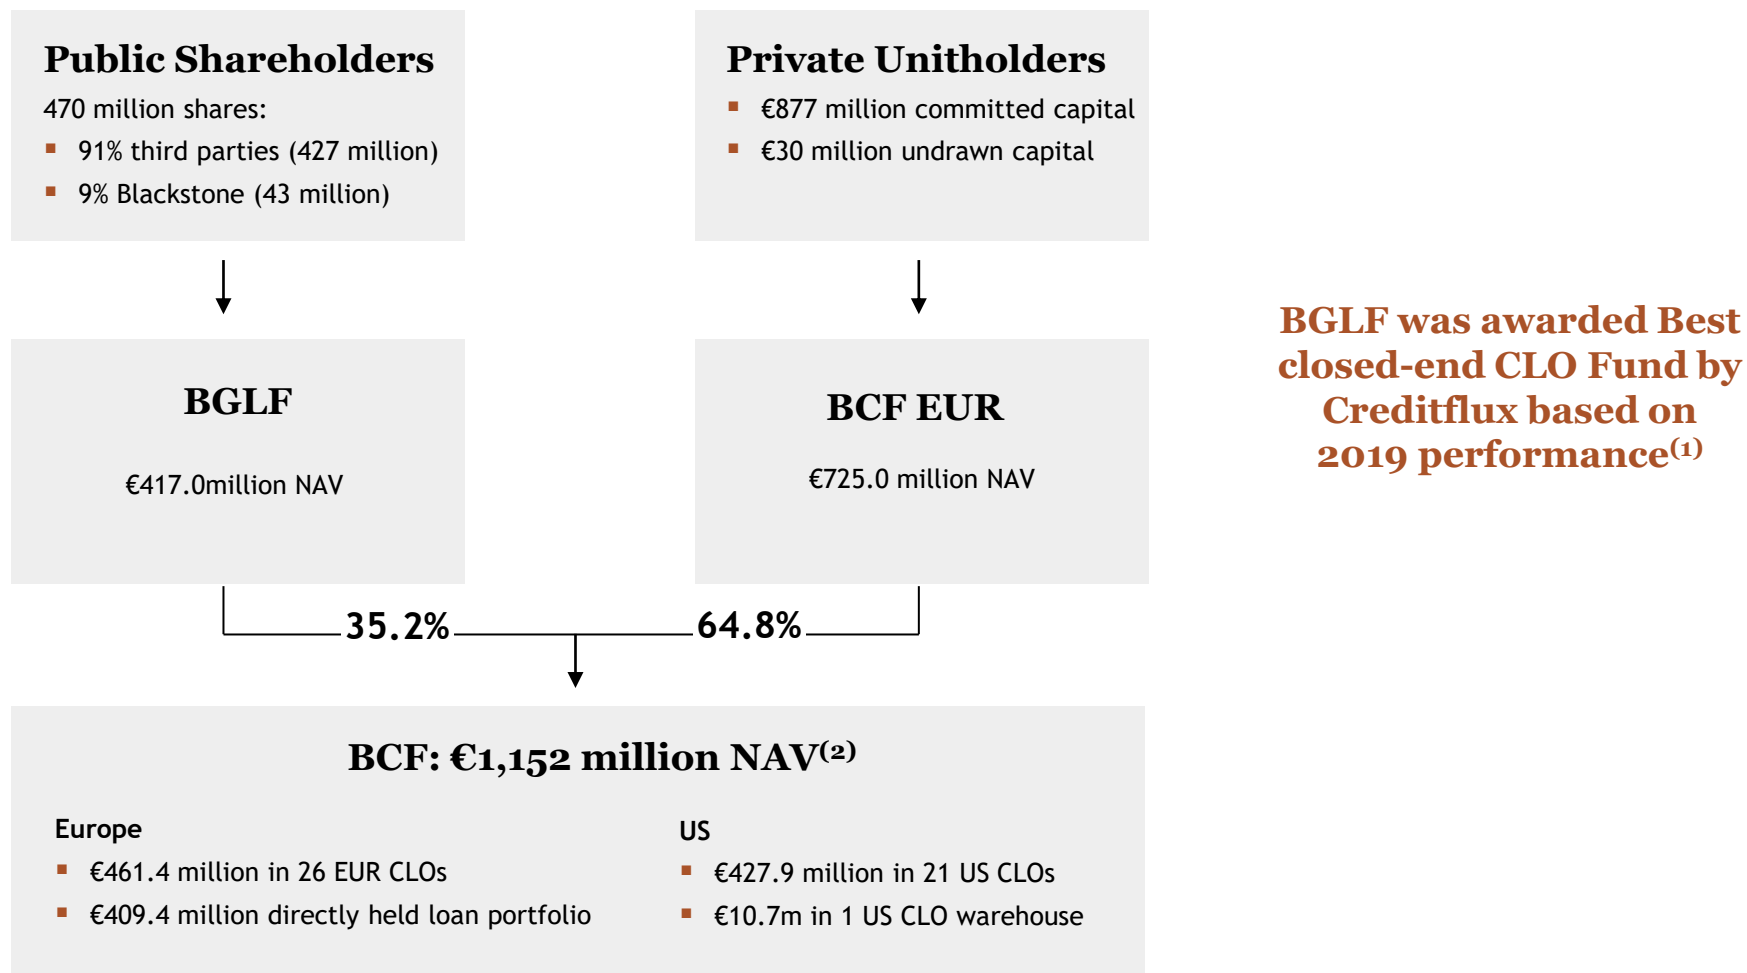 Public Shareholders
470 million shares:
▪ 91% third parties (427 million)
▪ 9% Blackstone (43 million)
Private Unitholders
▪ €877 million committed capital
▪ €30 million undrawn capital
BGLF
€417.0million NAV
BCF EUR
€725.0 million NAV
BGLF was awarded Best
closed-end CLO Fund by
Creditflux based on
2019 performance(1)
35.2%
64.8%
BCF: €1,152 million NAV(2)
Europe
▪ €461.4 million in 26 EUR CLOs
▪ €409.4 million directly held loan portfolio
US
▪ €427.9 million in 21 US CLOs
▪ €10.7m in 1 US CLO warehouse